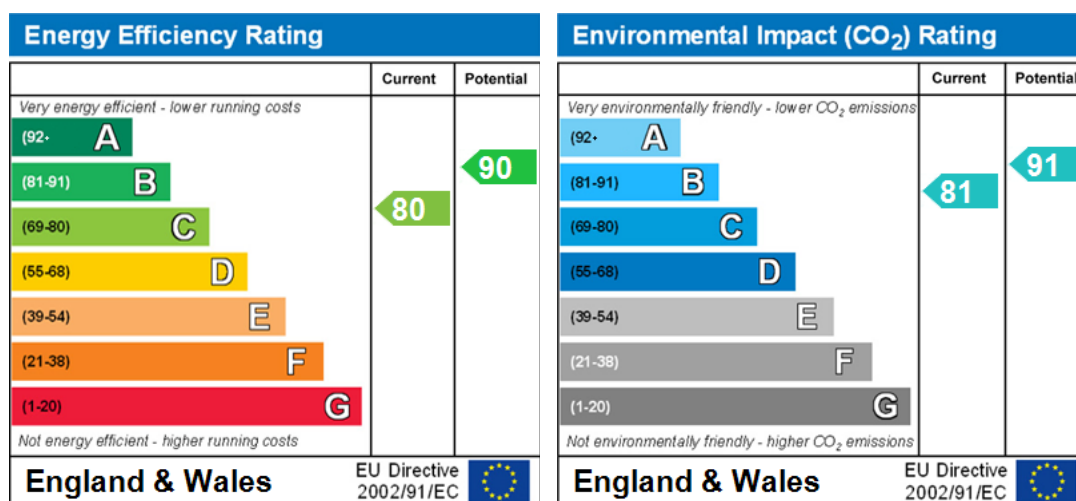 Energy Efficiency Rating
Current Potential
Very energy efficient - lower running costs
(92+ A
(81-91) B
90
(69-80) C
80
(55-68) D
(39-54) E
(21-38) F
(1-20) G
Not energy efficient - higher running costs
England & Wales
EU Directive
2002/91/EC
Environmental Impact (CO₂) Rating
Current Potential
Very environmentally friendly - lower CO₂ emissions
(92+ A
(81-91) B
81
91
(69-80) C
(55-68) D
(39-54) E
(21-38) F
(1-20) G
Not environmentally friendly - higher CO₂ emissions
England & Wales
EU Directive
2002/91/EC